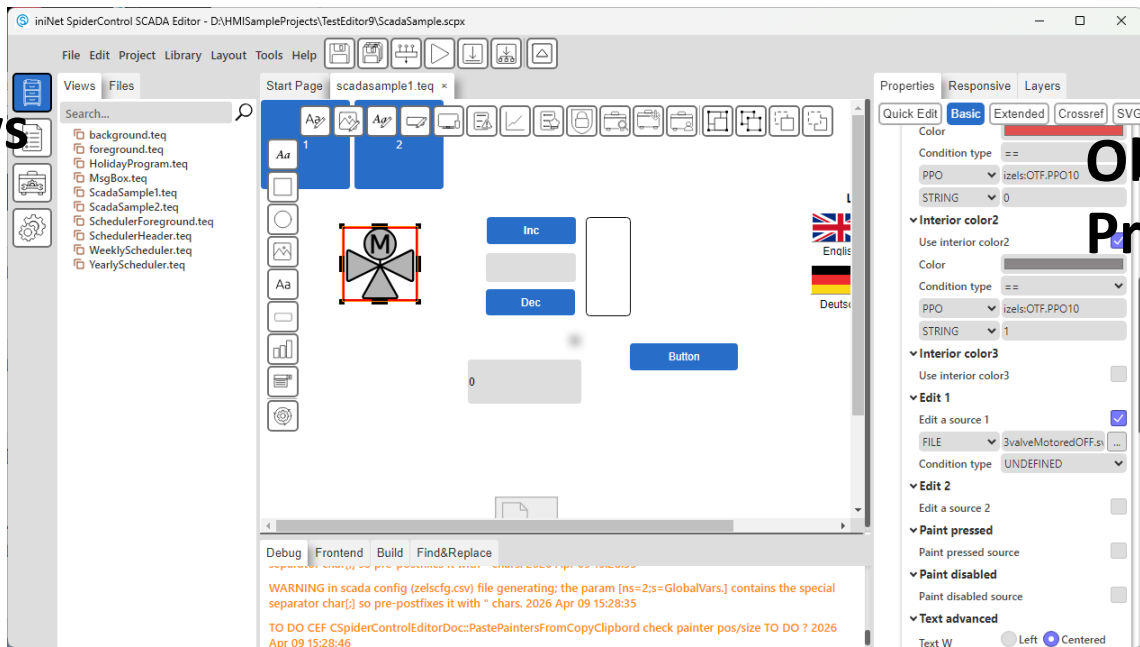 iniNet SpiderControl SCADA Editor - D:\HMISampleProjects\TestEditor9\ScadaSample.scpx
File Edit Project Library Layout Tools Help
Views Files
Search...
background.teq
foreground.teq
HolidayProgram.teq
MsgBox.teq
ScadaSample1.teq
ScadaSample2.teq
SchedulerForeground.teq
SchedulerHeader.teq
WeeklyScheduler.teq
YearlyScheduler.teq
Start Page scadasample1.teq ×
1 2
Aa
Aa
M
Inc
Dec
Button
0
Englis
Deuts
Debug Frontend Build Find&Replace
WARNING in scada config (zelscfg.csv) file generating; the param [ns=2;s=GlobalVars.] contains the special
separator char[;] so pre-postfixes it with " chars. 2026 Apr 09 15:28:35
TO DO CEF CSpiderControlEditorDoc::PastePaintersFromCopyClipbord check painter pos/size TO DO ? 2026
Apr 09 15:28:46
Properties Responsive Layers
Quick Edit Basic Extended Crossref SVG
Color
Condition type ==
PPO izels:OTF.PPO10
STRING 0
Interior color2
Use interior color2
Pr
Color
Condition type ==
PPO izels:OTF.PPO10
STRING 1
Interior color3
Use interior color3
Edit 1
Edit a source 1
FILE 3valveMotoredOFF.sv ...
Condition type UNDEFINED
Edit 2
Edit a source 2
Paint pressed
Paint pressed source
Paint disabled
Paint disabled source
Text advanced
Text W Left Centered